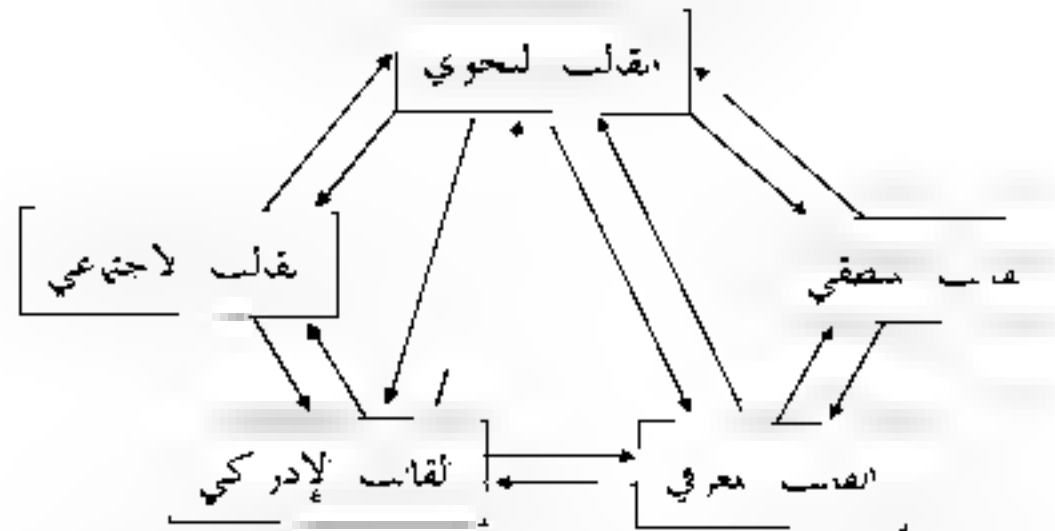 القالب النحوي
القالب الاجتماعي
القالب المنطقي
القالب الإدراكي
القالب المعرفي